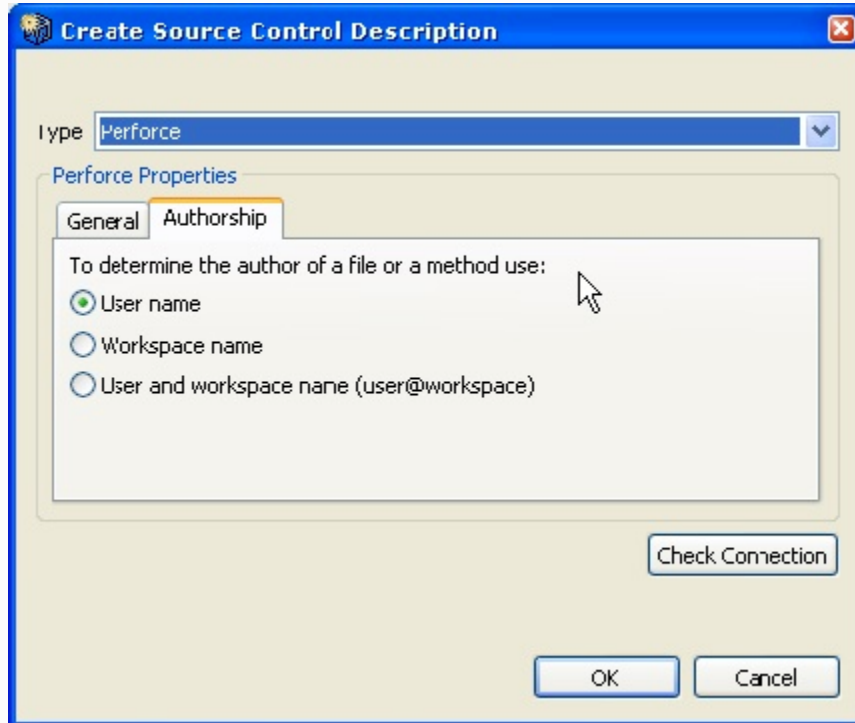 Create Source Control Description
Type Perforce
Perforce Properties
General Authorship
To determine the author of a file or a method use:
User name
Workspace name
User and workspace name (user@workspace)
Check Connection
OK Cancel